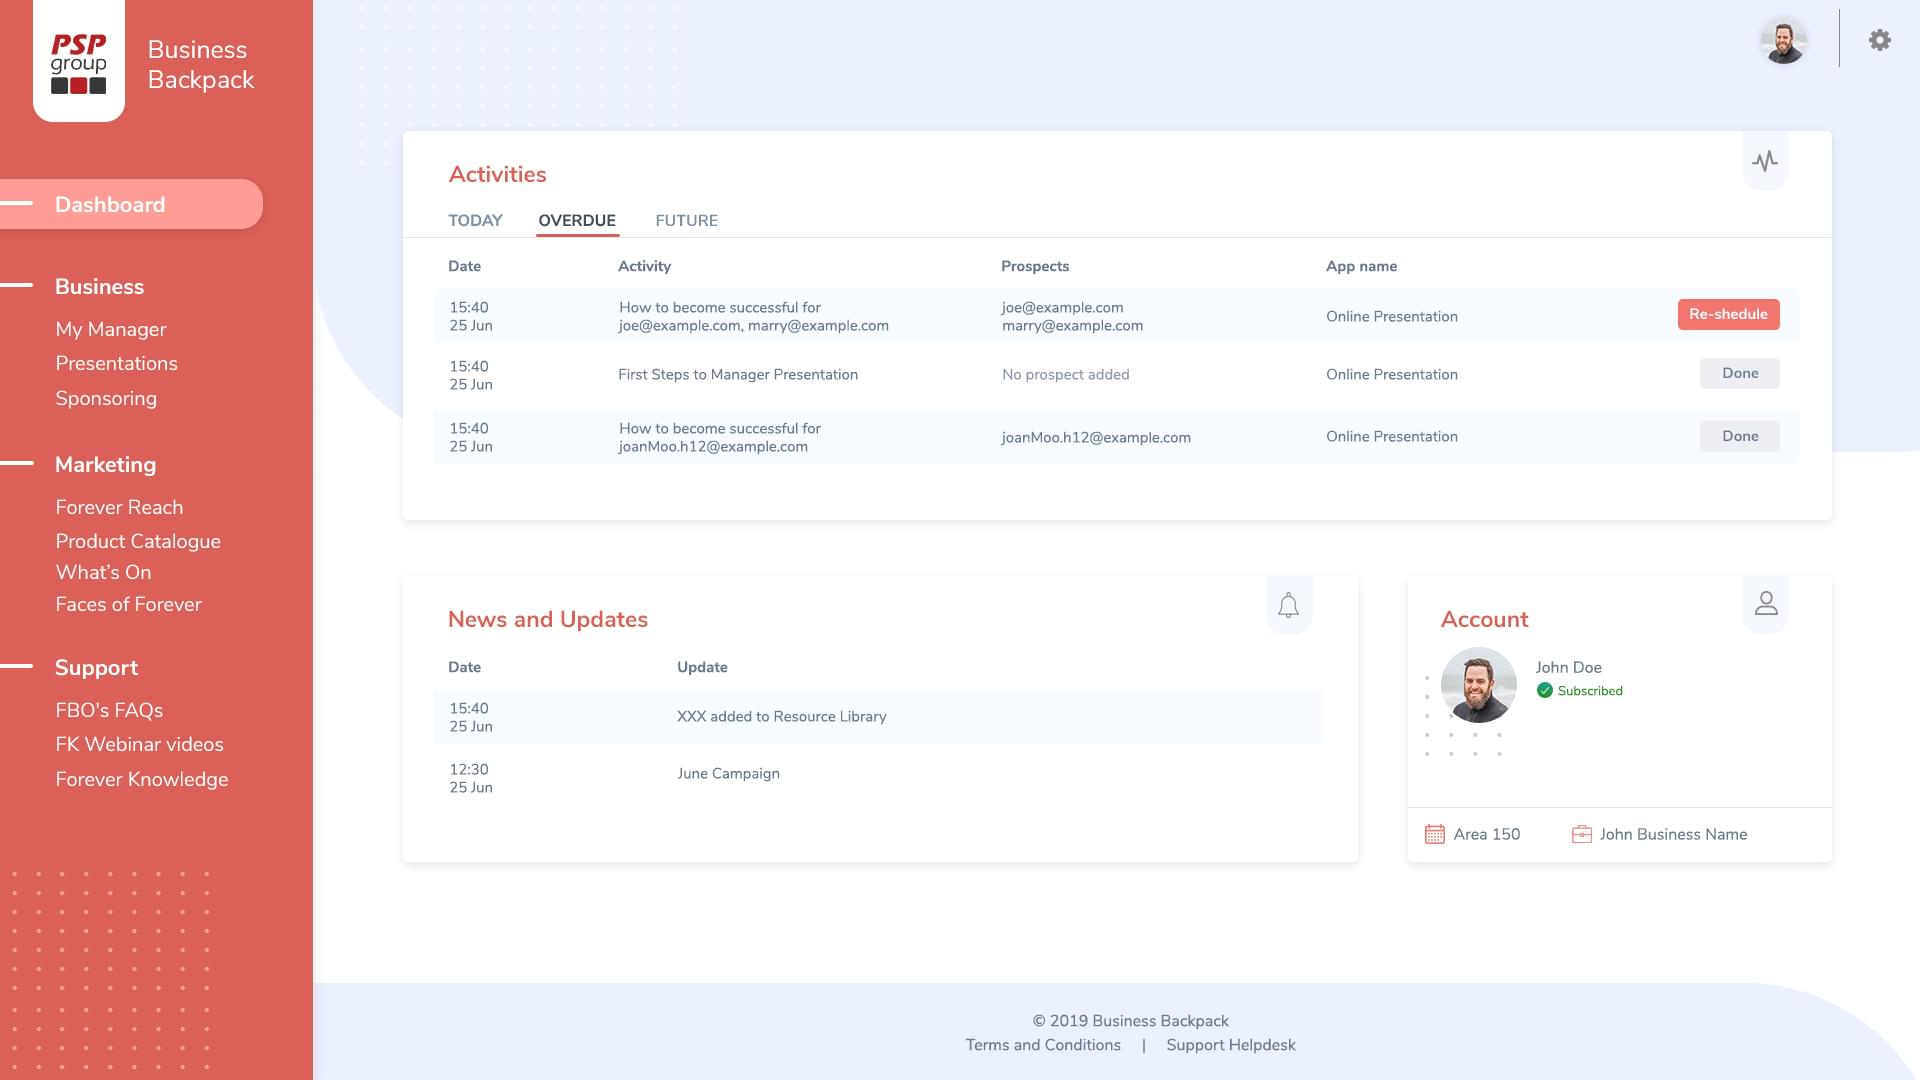 PSP
group
Business
Backpack
Dashboard
Business
My Manager
Presentations
Sponsoring
Marketing
Forever Reach
Product Catalogue
What's On
Faces of Forever
Support
FBO's FAQs
FK Webinar videos
Forever Knowledge
Activities
TODAY OVERDUE FUTURE
Date Activity Prospects App name
15:40
25 Jun
How to become successful for
joe@example.com, marry@example.com
joe@example.com
marry@example.com
Online Presentation
Re-shedule
15:40
25 Jun
First Steps to Manager Presentation
No prospect added
Online Presentation
Done
15:40
25 Jun
How to become successful for
joanMoo.h12@example.com
joanMoo.h12@example.com
Online Presentation
Done
News and Updates
Date Update
15:40
25 Jun
XXX added to Resource Library
12:30
25 Jun
June Campaign
Account
John Doe
Subscribed
Area 150
John Business Name
© 2019 Business Backpack
Terms and Conditions | Support Helpdesk